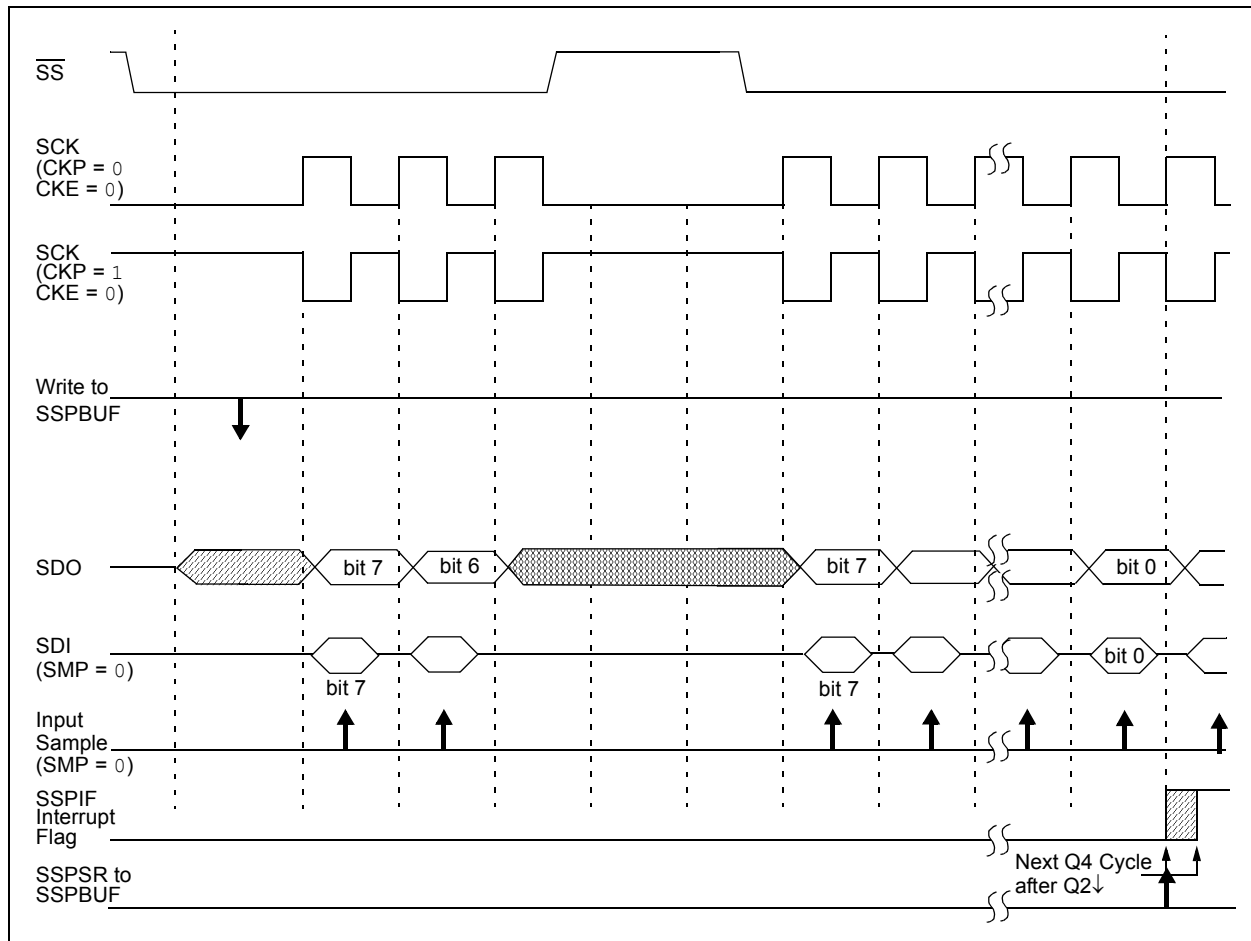 SS
SCK
(CKP = 0
CKE = 0)
SCK
(CKP = 1
CKE = 0)
Write to
SSPBUF
SDO
bit 7
bit 6
bit 7
bit 0
SDI
(SMP = 0)
bit 7
bit 7
bit 0
Input
Sample
(SMP = 0)
SSPIF
Interrupt
Flag
SSPSR to
SSPBUF
Next Q4 Cycle
after Q2↓